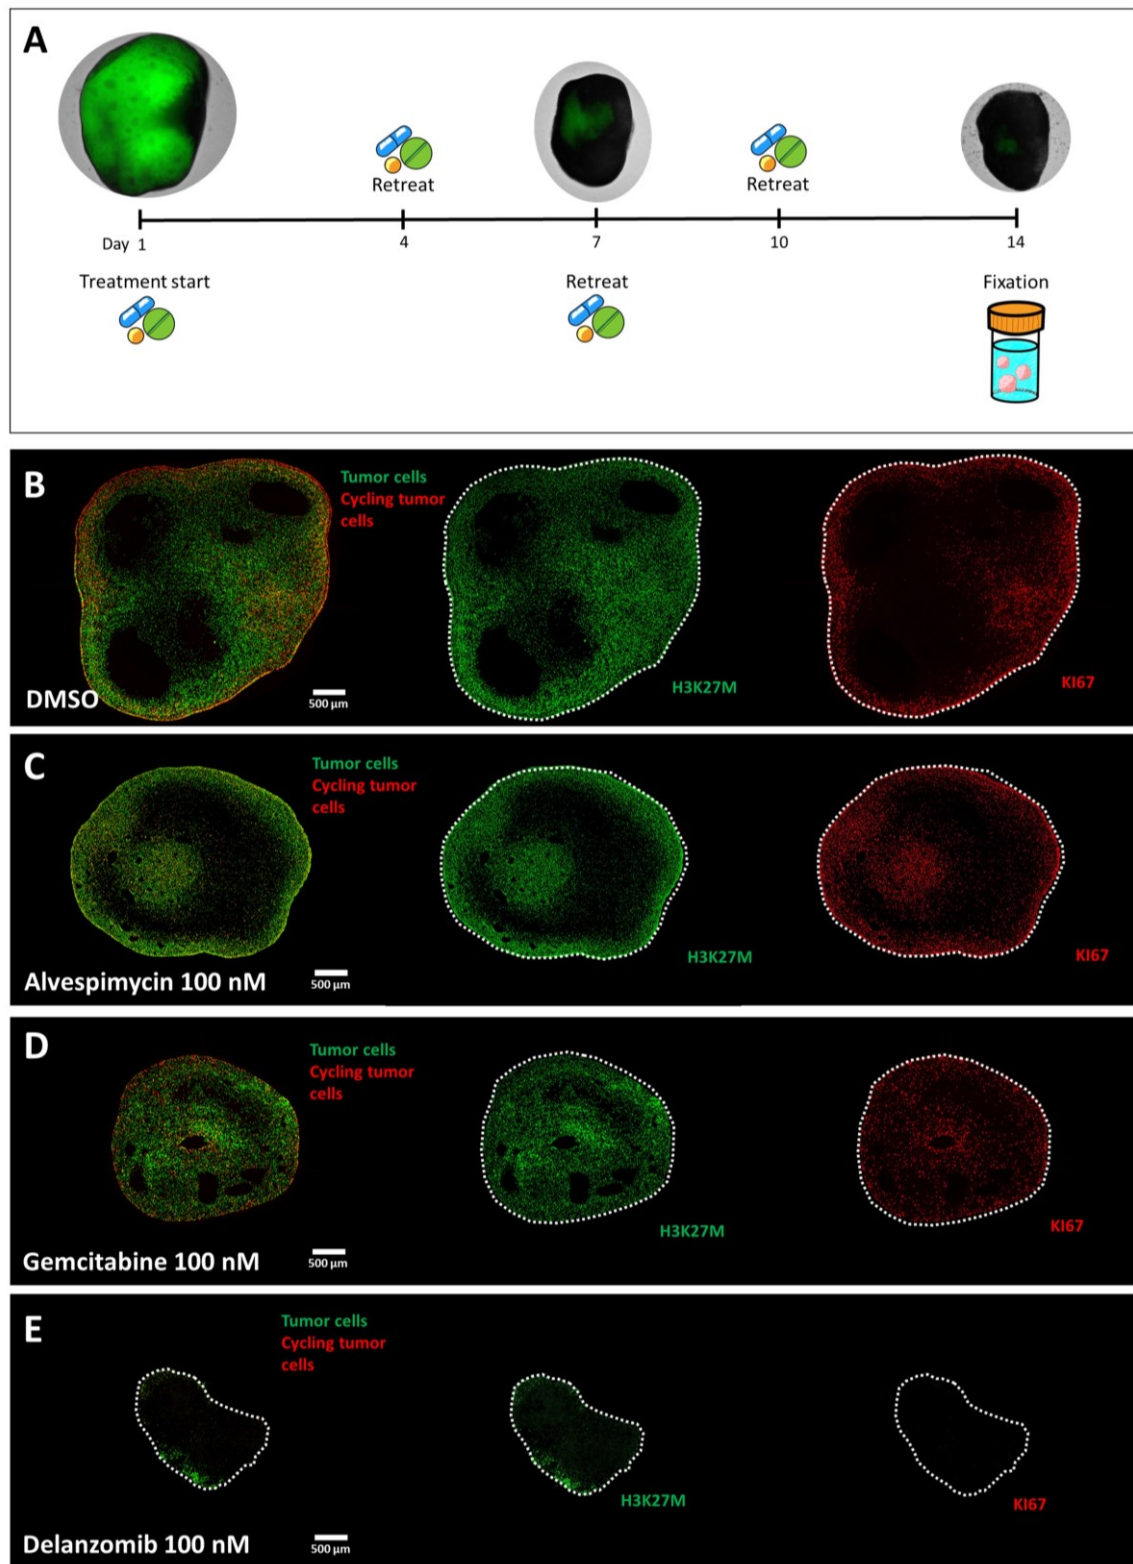 A
Retreat
Retreat
Day 1
4
7
10
14
Treatment start
Retreat
Fixation
B
Tumor cells
Cycling tumor
cells
H3K27M
KI67
DMSO
500 µm
C
Tumor cells
Cycling tumor
cells
H3K27M
KI67
Alvespimycin 100 nM
500 µm
D
Tumor cells
Cycling tumor
cells
H3K27M
KI67
Gemcitabine 100 nM
500 µm
E
Tumor cells
Cycling tumor
cells
H3K27M
KI67
Delanzomib 100 nM
500 µm